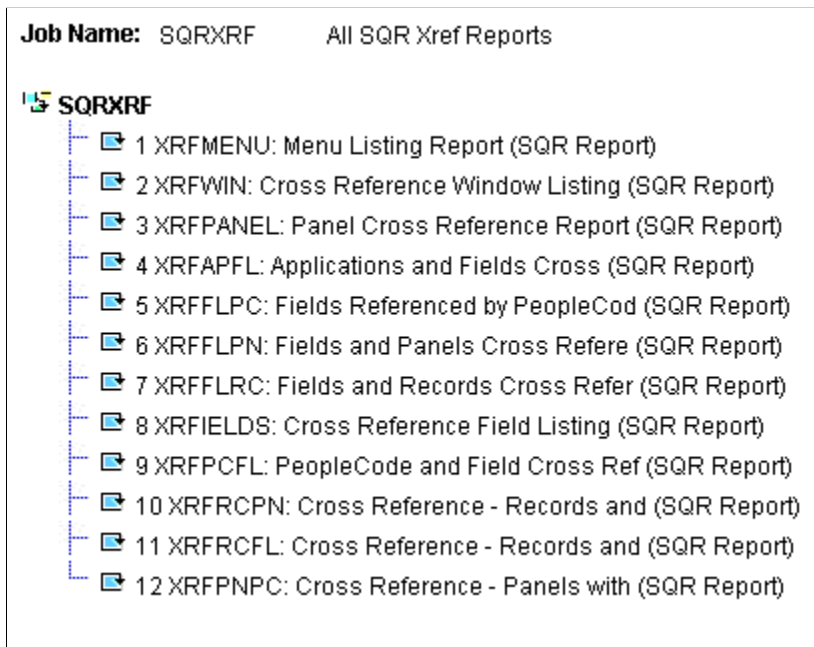 Job Name: SQRXRF All SQR Xref Reports
SQRXRF
1 XRFMENU: Menu Listing Report (SQR Report)
2 XRFWIN: Cross Reference Window Listing (SQR Report)
3 XRFPANEL: Panel Cross Reference Report (SQR Report)
4 XRFAPFL: Applications and Fields Cross (SQR Report)
5 XRFFLPC: Fields Referenced by PeopleCod (SQR Report)
6 XRFFLPN: Fields and Panels Cross Refere (SQR Report)
7 XRFFLRC: Fields and Records Cross Refer (SQR Report)
8 XRFIELDS: Cross Reference Field Listing (SQR Report)
9 XRFPCFL: PeopleCode and Field Cross Ref (SQR Report)
10 XRFRCPN: Cross Reference - Records and (SQR Report)
11 XRFRCFL: Cross Reference - Records and (SQR Report)
12 XRFPNPC: Cross Reference - Panels with (SQR Report)